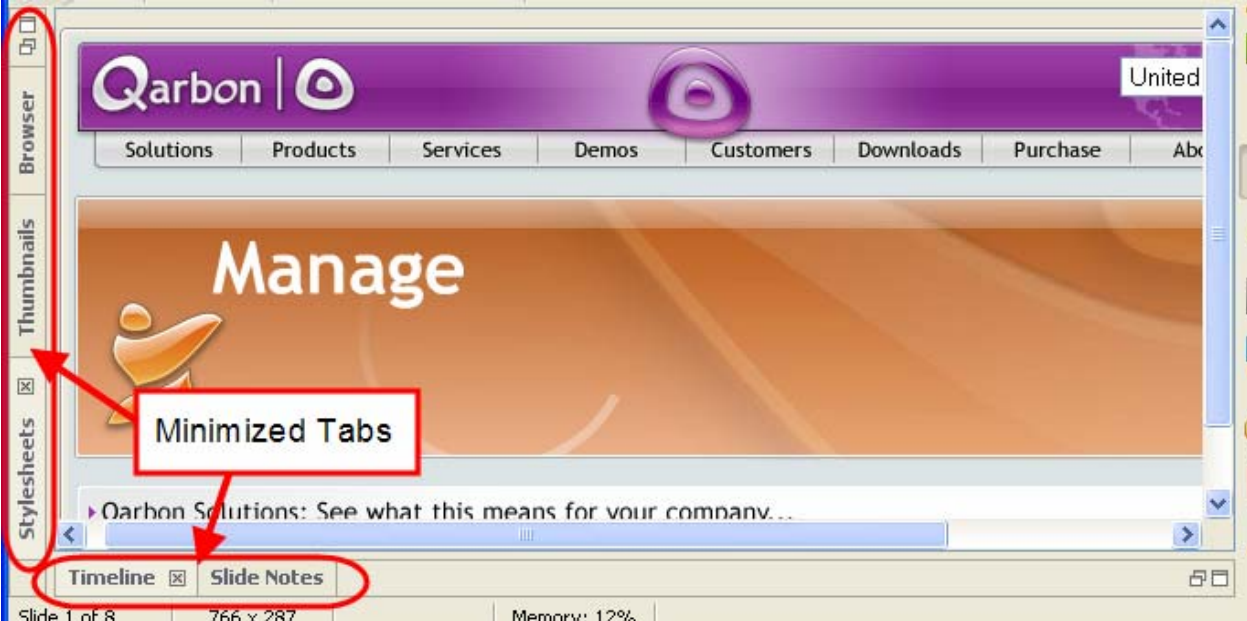 Browser
Thumbnails
Stylesheets
Qarbon
United
Solutions Products Services Demos Customers Downloads Purchase
Manage
Minimized Tabs
Qarbon Solutions: See what this means for your company...
Timeline Slide Notes
Slide 1 of 8 766 x 287 Memory: 12%